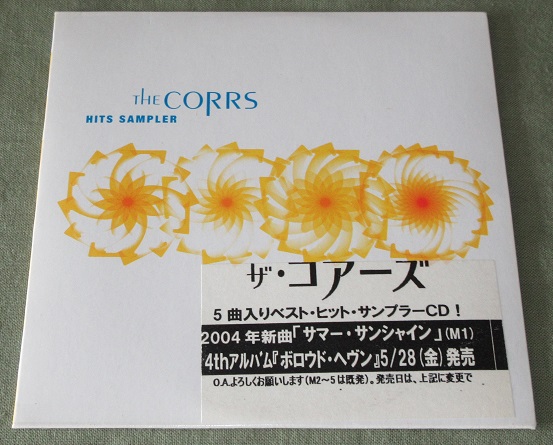 THE CORRS
HITS SAMPLER
ザ・コアーズ
5曲入りベスト・ヒット・サンプラーCD!
2004年新曲「サマー・サンシャイン」(M1)
4thアルバム『ボロウド・ヘヴン』5/28(金)発売
O.A.よろしくお願いします(M2~5は既発)。発売日は、上記に変更で